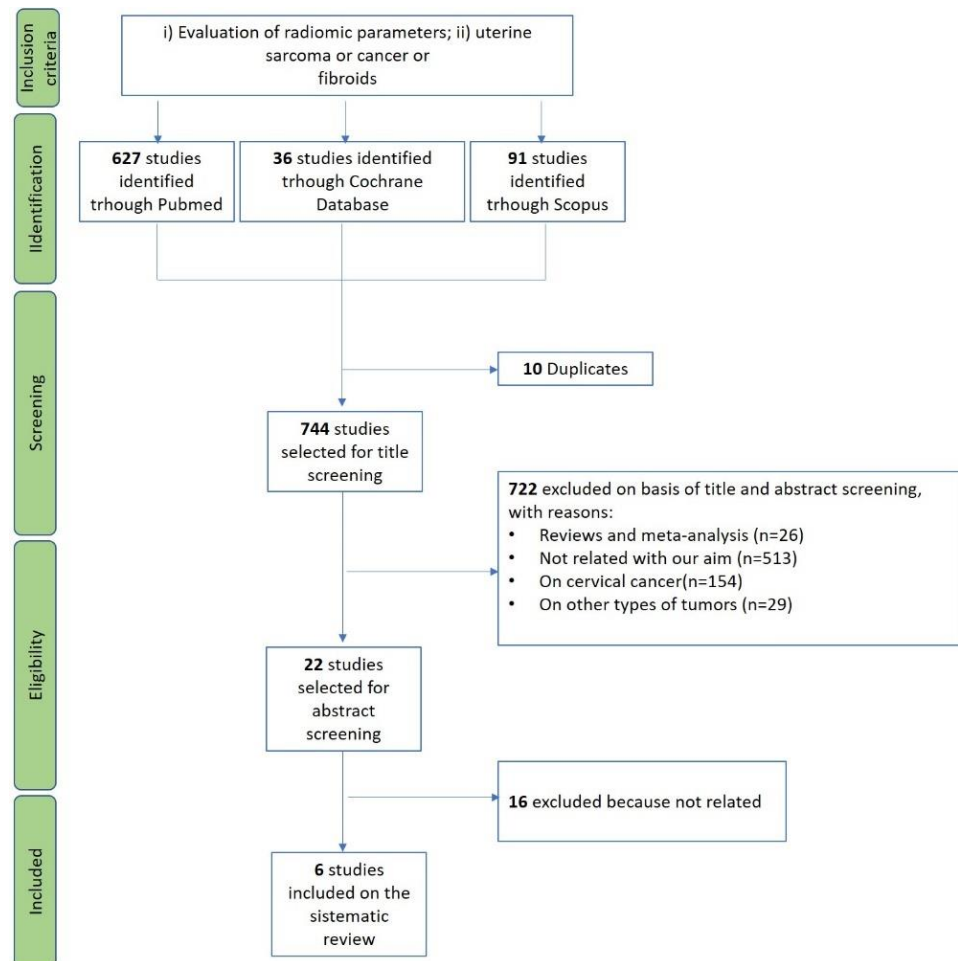 Inclusion
criteria
i) Evaluation of radiomic parameters; ii) uterine
sarcoma or cancer or
fibroids
IIdentification
627 studies
identified
trhough Pubmed
36 studies identified
trhough Cochrane
Database
91 studies
identified
trhough Scopus
Screening
10 Duplicates
744 studies
selected for title
screening
722 excluded on basis of title and abstract screening,
with reasons:
• Reviews and meta-analysis (n=26)
• Not related with our aim (n=513)
• On cervical cancer(n=154)
• On other types of tumors (n=29)
Eligibility
22 studies
selected for
abstract
screening
16 excluded because not related
Included
6 studies
included on the
sistematic
review